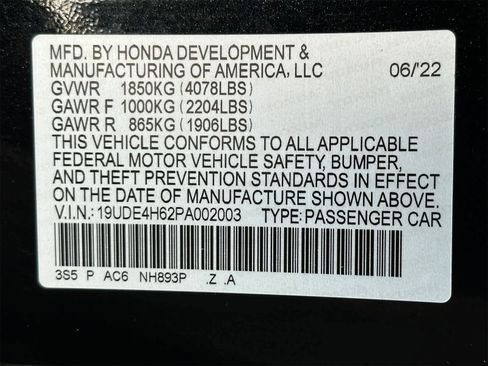 MFD. BY HONDA DEVELOPMENT &
MANUFACTURING OF AMERICA, LLC 06/'22
GVWR 1850KG (4078LBS)
GAWR F 1000KG (2204LBS)
GAWR R 865KG (1906LBS)
THIS VEHICLE CONFORMS TO ALL APPLICABLE
FEDERAL MOTOR VEHICLE SAFETY, BUMPER,
AND THEFT PREVENTION STANDARDS IN EFFECT
ON THE DATE OF MANUFACTURE SHOWN ABOVE.
V.I.N.: 19UDE4H62PA002003 TYPE: PASSENGER CAR
3S5 P AC6 NH893P .Z .A